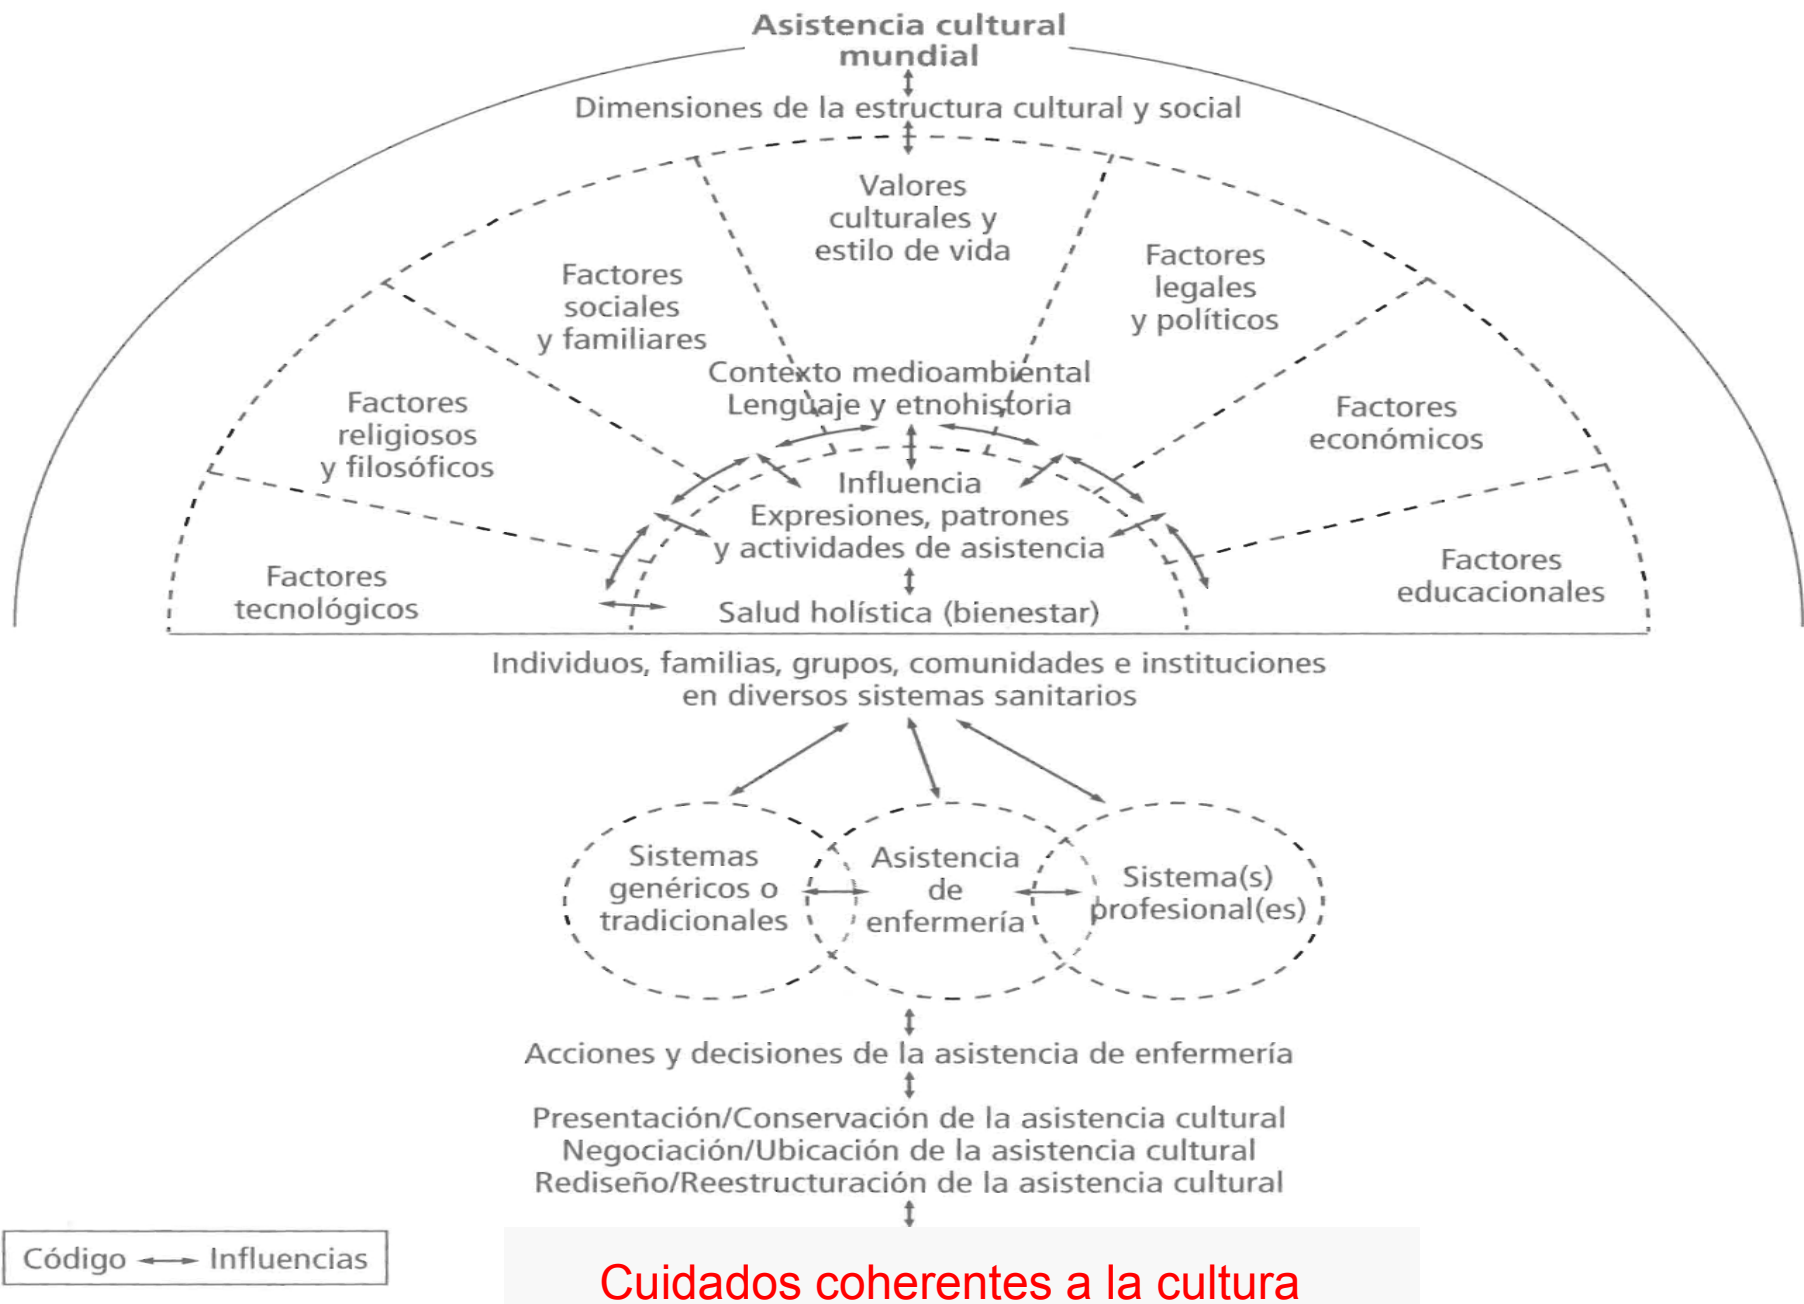 Asistencia cultural
mundial
Dimensiones de la estructura cultural y social
Valores
culturales y
estilo de vida
Factores
sociales
y familiares
Factores
legales
y políticos
Factores
religiosos
y filosóficos
Contexto medioambiental
Lenguaje y etnohistoria
Factores
económicos
Factores
tecnológicos
Influencia
Expresiones, patrones
y actividades de asistencia
Salud holística (bienestar)
Factores
educacionales
Individuos, familias, grupos, comunidades e instituciones
en diversos sistemas sanitarios
Sistemas
genéricos o
tradicionales
Asistencia
de
enfermería
Sistema(s)
profesional(es)
Acciones y decisiones de la asistencia de enfermería
Presentación/Conservación de la asistencia cultural
Negociación/Ubicación de la asistencia cultural
Rediseño/Reestructuración de la asistencia cultural
Código ↔ Influencias
Cuidados coherentes a la cultura